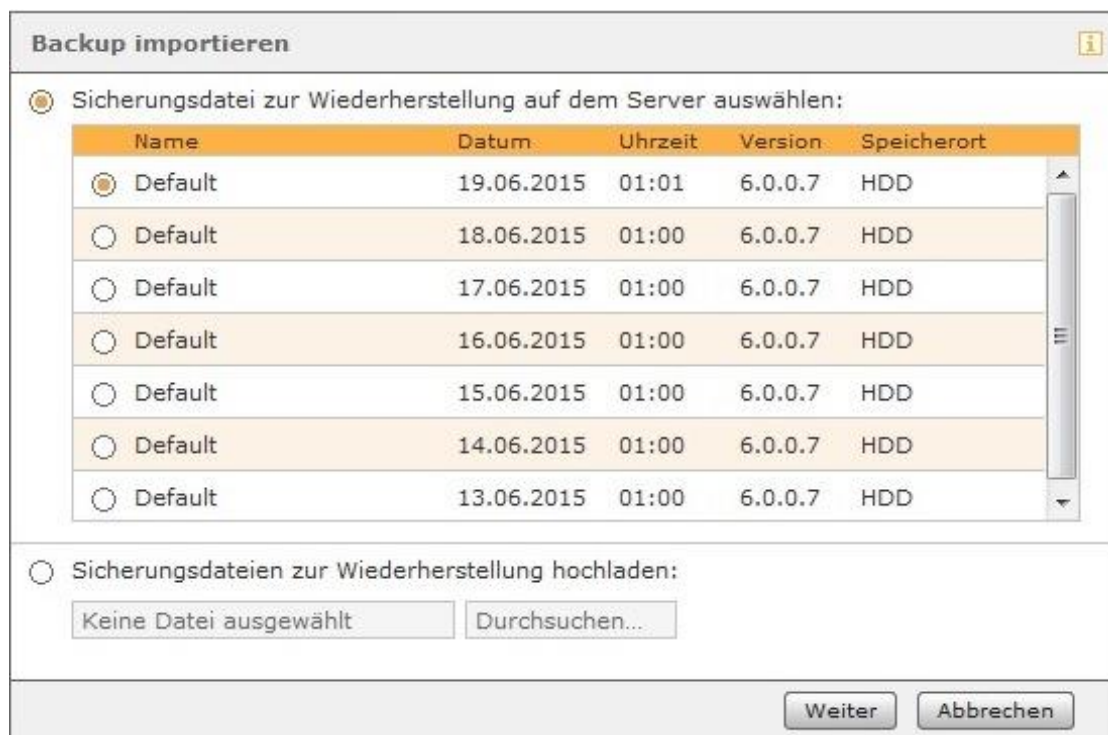 Backup importieren
Sicherungsdatei zur Wiederherstellung auf dem Server auswählen:
Name Datum Uhrzeit Version Speicherort
Default 19.06.2015 01:01 6.0.0.7 HDD
Default 18.06.2015 01:00 6.0.0.7 HDD
Default 17.06.2015 01:00 6.0.0.7 HDD
Default 16.06.2015 01:00 6.0.0.7 HDD
Default 15.06.2015 01:00 6.0.0.7 HDD
Default 14.06.2015 01:00 6.0.0.7 HDD
Default 13.06.2015 01:00 6.0.0.7 HDD
Sicherungsdateien zur Wiederherstellung hochladen:
Keine Datei ausgewählt Durchsuchen...
Weiter Abbrechen